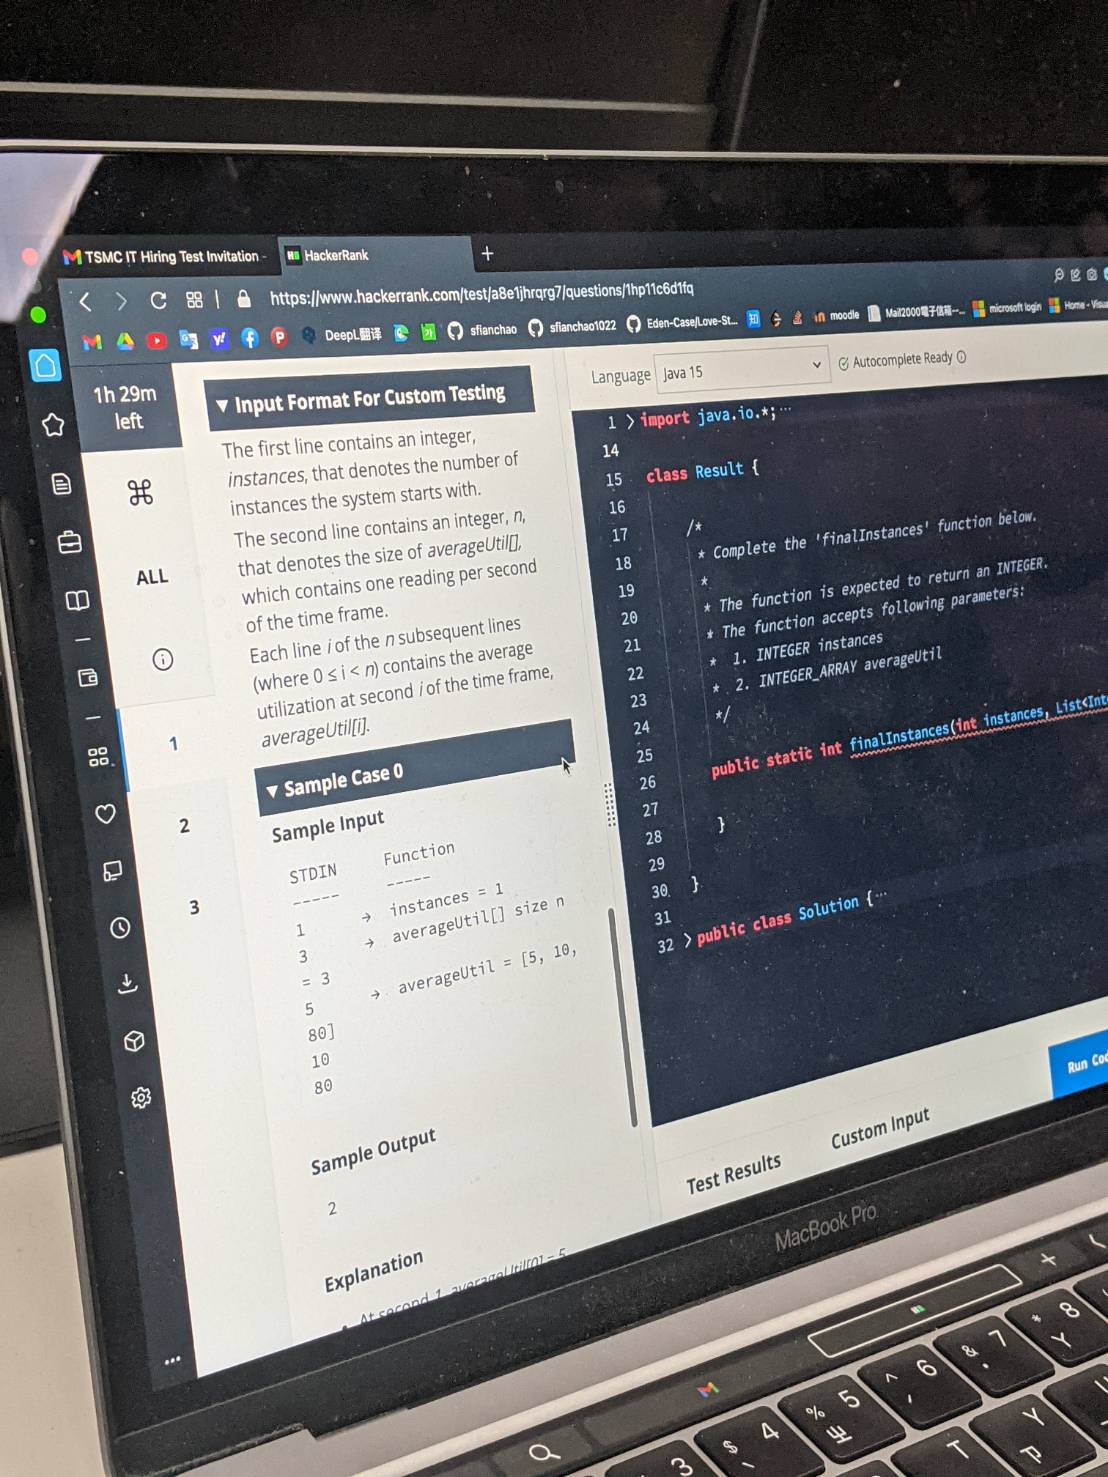 TSMC IT Hiring Test Invitation -
HackerRank
https://www.hackerrank.com/test/a8e1jhrqrg7/questions/1hp11c6d1fq
DeepL翻译
sfianchao
sfianchao1022
Eden-Case/Love-St...
知
moodle
Mail2000電子信箱--...
microsoft login
Home - Visua
1h 29m
left
ALL
1
2
3
▼ Input Format For Custom Testing
The first line contains an integer,
instances, that denotes the number of
instances the system starts with.
The second line contains an integer, n,
that denotes the size of averageUtil[],
which contains one reading per second
of the time frame.
Each line i of the n subsequent lines
(where 0 ≤ i < n) contains the average
utilization at second i of the time frame,
averageUtil[i].
▼ Sample Case 0
Sample Input
STDIN Function
----- -----
1 → instances = 1
3 → averageUtil[] size n
= 3
5 → averageUtil = [5, 10,
80]
10
80
Sample Output
2
Explanation
At second 1, averageUtil[0] = 5
Language Java 15
Autocomplete Ready
1 import java.io.*;...
14
15 class Result {
16
17 /*
18 * Complete the 'finalInstances' function below.
19 *
20 * The function is expected to return an INTEGER.
21 * The function accepts following parameters:
22 * 1. INTEGER instances
23 * 2. INTEGER_ARRAY averageUtil
24 */
25
26 public static int finalInstances(int instances, List<Int
27
28 }
29
30 }
31
32 public class Solution {...
Run Cod
Test Results
Custom Input
MacBook Pro
3
$ 4
% 5
^ 6
& 7
* 8
T
Y